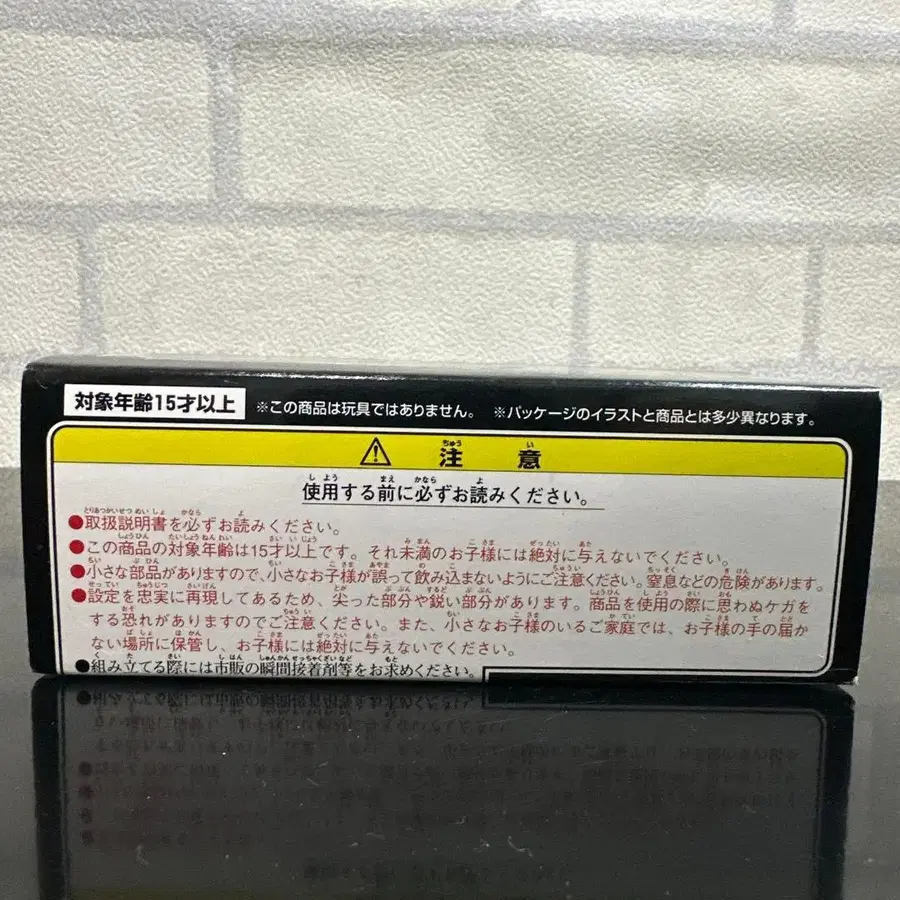 対象年齢15才以上 ※この商品は玩具ではありません。 ※パッケージのイラストと商品とは多少異なります。
注意
使用する前に必ずお読みください。
●取扱説明書を必ずお読みください。
●この商品の対象年齢は15才以上です。それ未満のお子様には絶対に与えないでください。
●小さな部品がありますので、小さなお子様が誤って飲み込まないようにご注意ください。窒息などの危険があります。
●設定を忠実に再現してあるため、尖った部分や鋭い部分があります。商品を使用の際に思わぬケガを
する恐れがありますのでご注意ください。また、小さなお子様のいるご家庭では、お子様の手の届か
ない場所に保管し、お子様には絶対に与えないでください。
●組み立てる際には市販の瞬間接着剤等をお求めください。